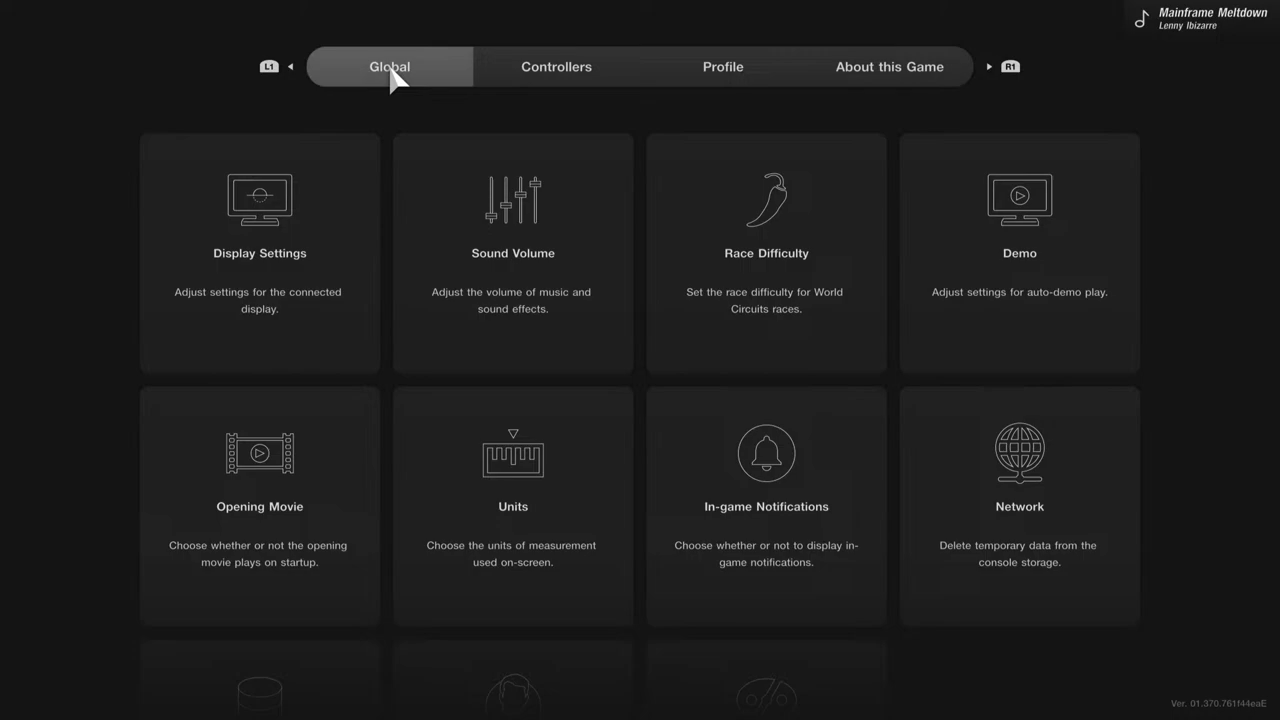 Mainframe Meltdown
Lenny Ibizarre
L1
Global
Controllers
Profile
About this Game
R1
Display Settings
Adjust settings for the connected
display.
Sound Volume
Adjust the volume of music and
sound effects.
Race Difficulty
Set the race difficulty for World
Circuits races.
Demo
Adjust settings for auto-demo play.
Opening Movie
Choose whether or not the opening
movie plays on startup.
Units
Choose the units of measurement
used on-screen.
In-game Notifications
Choose whether or not to display in-
game notifications.
Network
Delete temporary data from the
console storage.
Ver. 01.370.761f44eaE